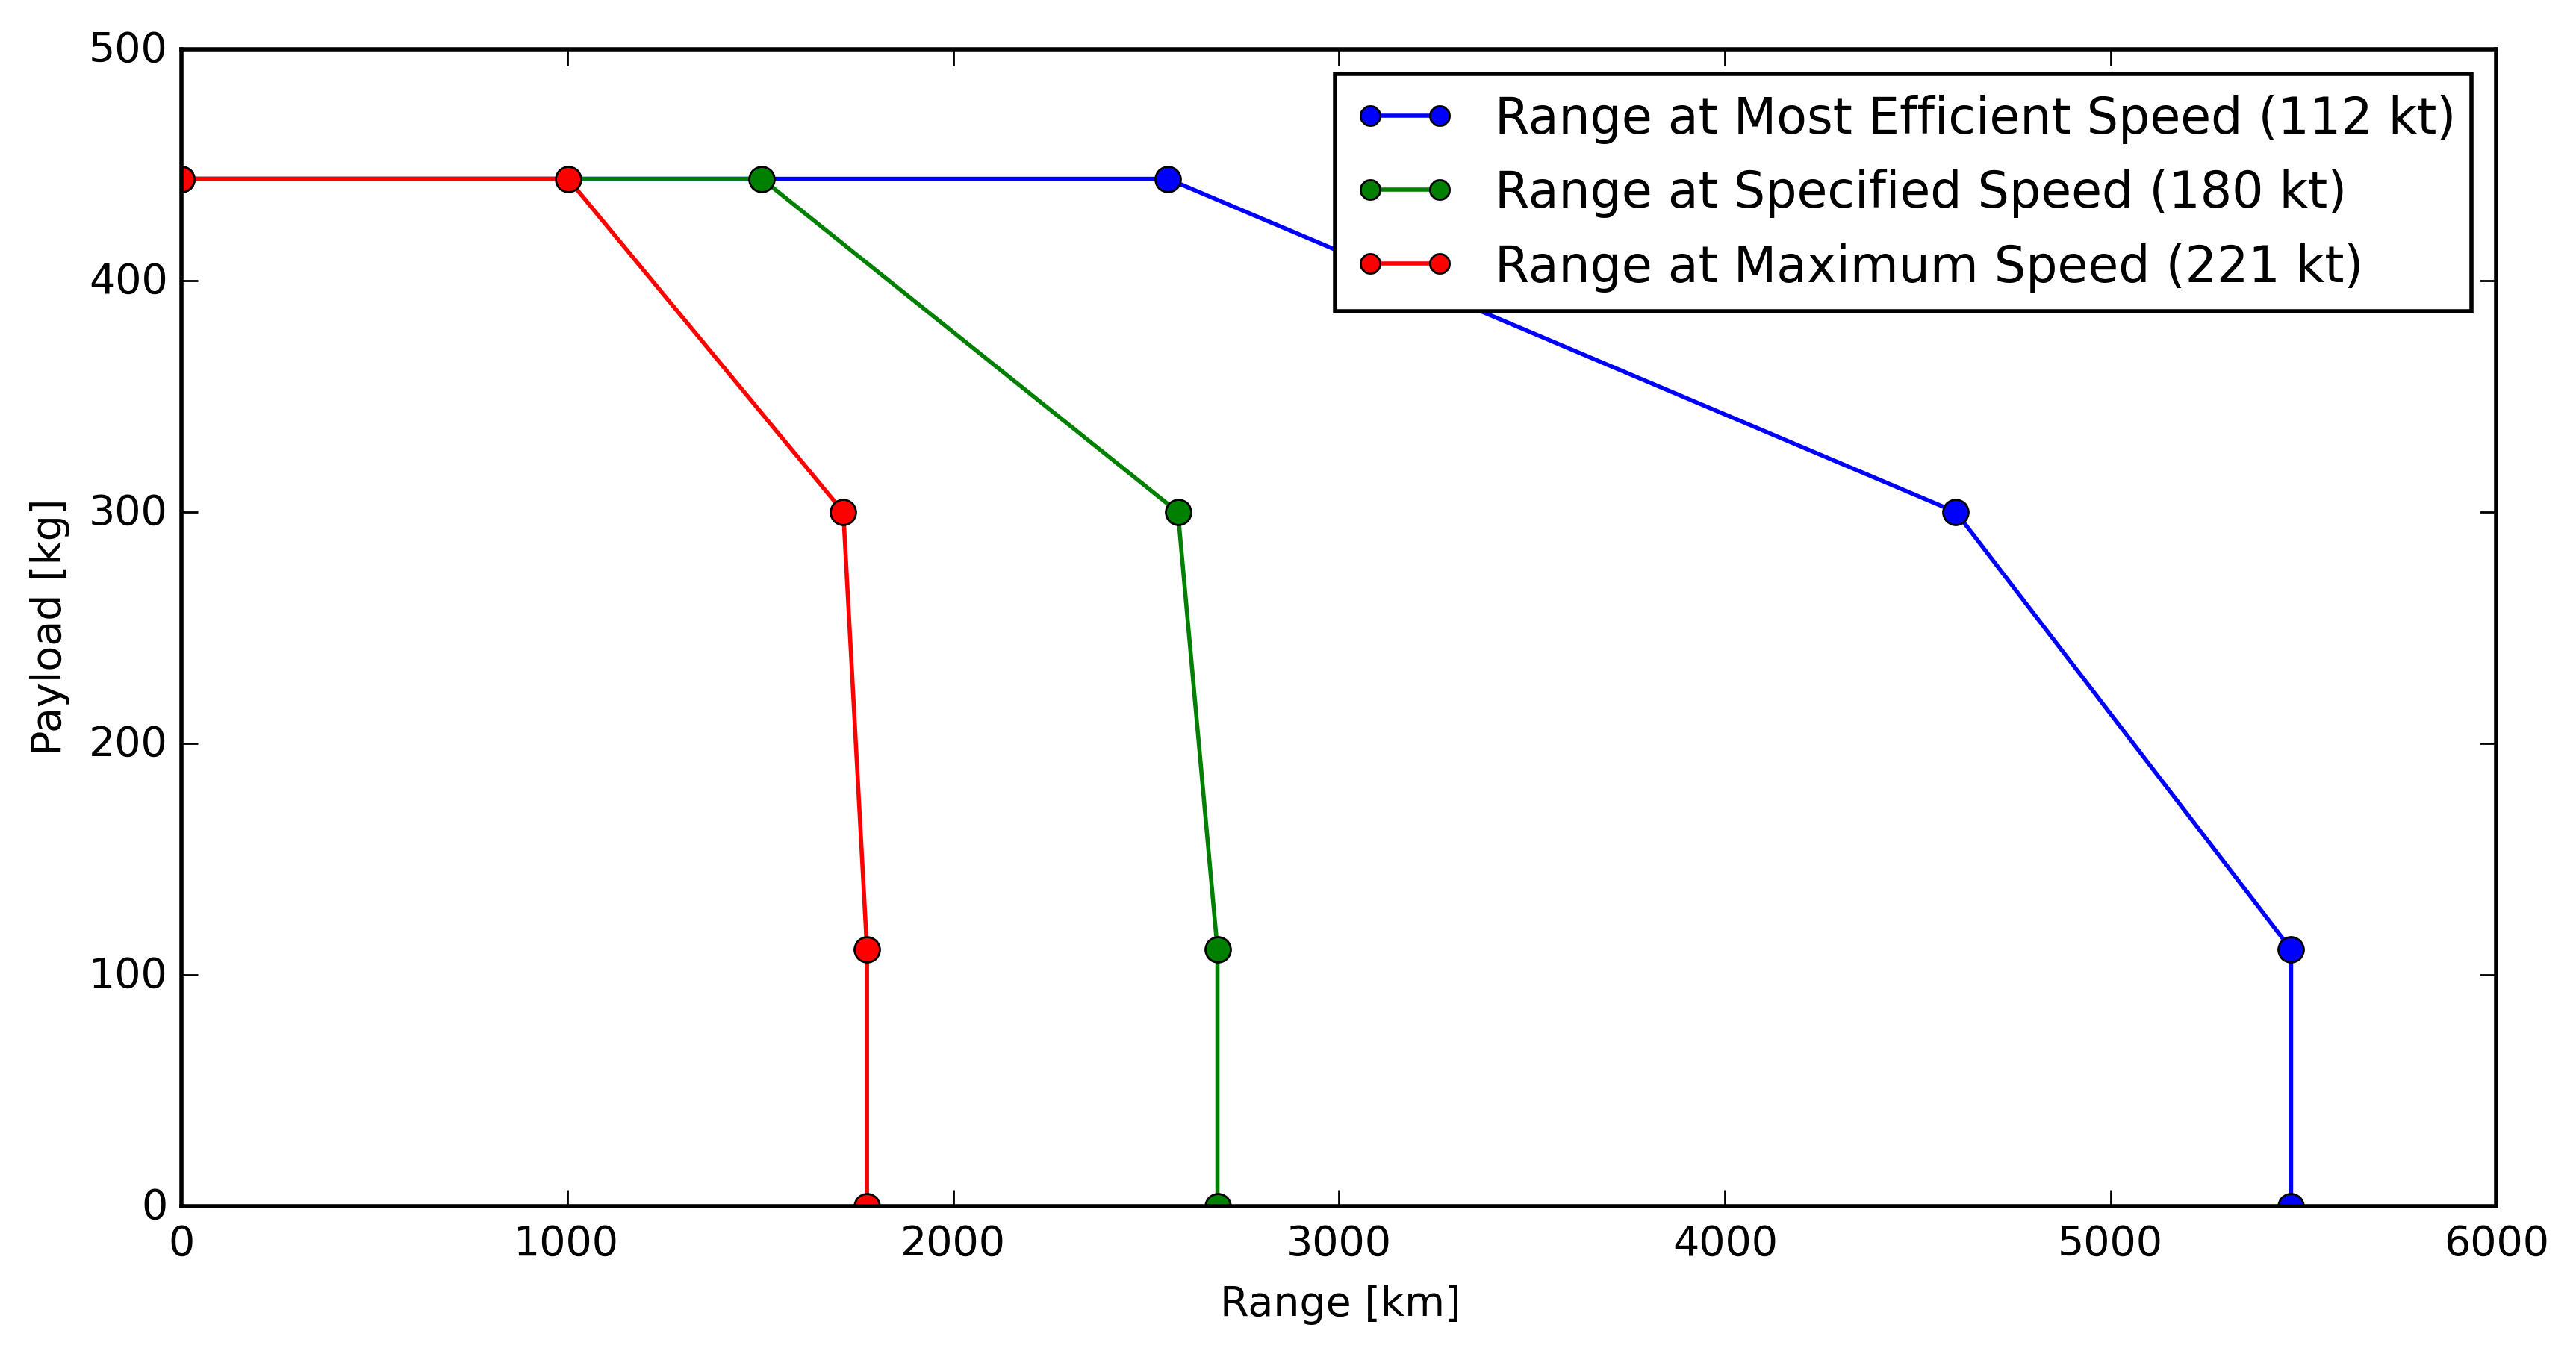 500
400
300
200
100
0
Payload [kg]
Range at Most Efficient Speed (112 kt)
Range at Specified Speed (180 kt)
Range at Maximum Speed (221 kt)
0 1000 2000 3000 4000 5000 6000
Range [km]